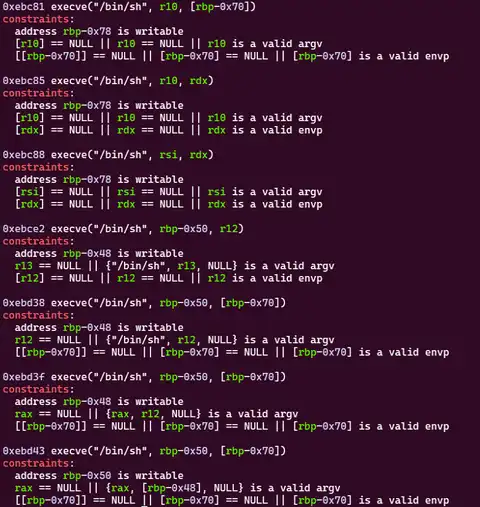 0xebc81 execve("/bin/sh", r10, [rbp-0x70])
constraints:
  address rbp-0x78 is writable
  [r10] == NULL || r10 == NULL || r10 is a valid argv
  [[rbp-0x70]] == NULL || [rbp-0x70] == NULL || [rbp-0x70] is a valid envp

0xebc85 execve("/bin/sh", r10, rdx)
constraints:
  address rbp-0x78 is writable
  [r10] == NULL || r10 == NULL || r10 is a valid argv
  [rdx] == NULL || rdx == NULL || rdx is a valid envp

0xebc88 execve("/bin/sh", rsi, rdx)
constraints:
  address rbp-0x78 is writable
  [rsi] == NULL || rsi == NULL || rsi is a valid argv
  [rdx] == NULL || rdx == NULL || rdx is a valid envp

0xebce2 execve("/bin/sh", rbp-0x50, r12)
constraints:
  address rbp-0x48 is writable
  r13 == NULL || {"/bin/sh", r13, NULL} is a valid argv
  [r12] == NULL || r12 == NULL || r12 is a valid envp

0xebd38 execve("/bin/sh", rbp-0x50, [rbp-0x70])
constraints:
  address rbp-0x48 is writable
  r12 == NULL || {"/bin/sh", r12, NULL} is a valid argv
  [[rbp-0x70]] == NULL || [rbp-0x70] == NULL || [rbp-0x70] is a valid envp

0xebd3f execve("/bin/sh", rbp-0x50, [rbp-0x70])
constraints:
  address rbp-0x48 is writable
  rax == NULL || {rax, r12, NULL} is a valid argv
  [[rbp-0x70]] == NULL || [rbp-0x70] == NULL || [rbp-0x70] is a valid envp

0xebd43 execve("/bin/sh", rbp-0x50, [rbp-0x70])
constraints:
  address rbp-0x50 is writable
  rax == NULL || {rax, [rbp-0x48], NULL} is a valid argv
  [[rbp-0x70]] == NULL || [rbp-0x70] == NULL || [rbp-0x70] is a valid envp